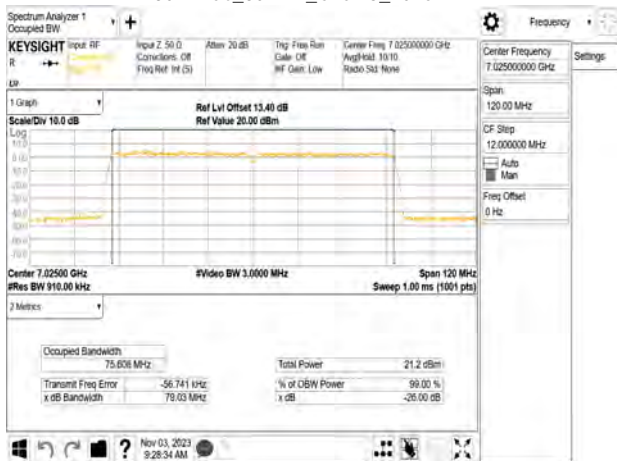 Spectrum Analyzer 1
Occupied BW
KEYSIGHT
R
Input: RF
Input Z: 50 Ω
Corrections: Off
Freq Ref: Int (S)
Atten: 20 dB
Trig: Free Run
Gate: Off
#IF Gain: Low
Center Freq: 7.025000000 GHz
Avg|Hold: 10/10
Radio Std: None
1 Graph
Scale/Div 10.0 dB
Ref Lvl Offset 13.40 dB
Ref Value 20.00 dBm
Log
Center 7.02500 GHz
#Res BW 910.00 kHz
#Video BW 3.0000 MHz
Span 120 MHz
Sweep 1.00 ms (1001 pts)
2 Metrics
Occupied Bandwidth
75.608 MHz
Total Power
21.2 dBm
Transmit Freq Error
-56.741 kHz
% of OBW Power
99.00 %
x dB Bandwidth
79.03 MHz
x dB
-26.00 dB
Nov 03, 2023
9:28:34 AM
Frequency
Center Frequency
7.025000000 GHz
Settings
Span
120.00 MHz
CF Step
12.000000 MHz
Auto
Man
Freq Offset
0 Hz